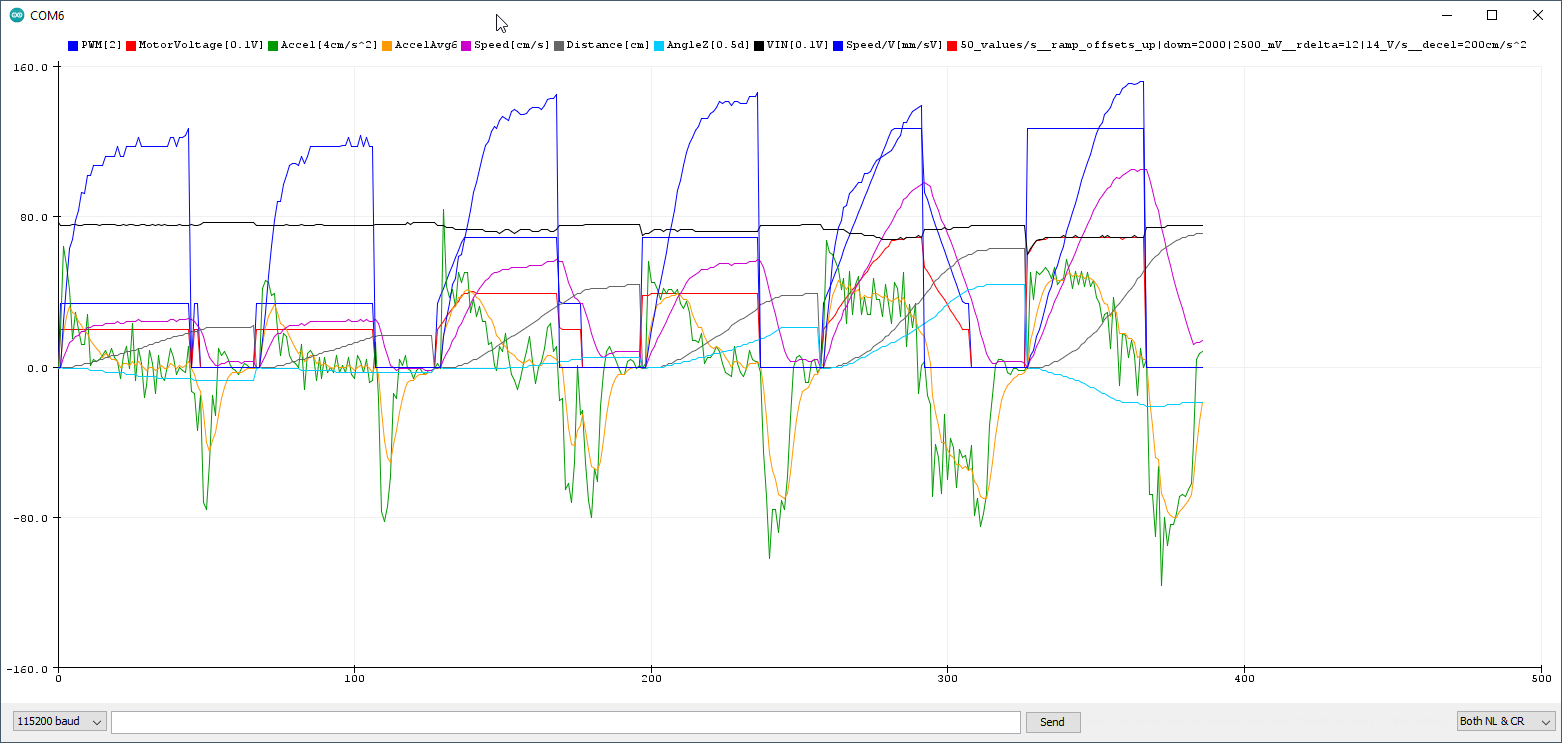 COM6
PWM[2] MotorVoltage[0.1V] Accel[4cm/s^2] AccelAvg6 Speed[cm/s] Distance[cm] AngleZ[0.5d] VIN[0.1V] Speed/V[mm/sV] 50_values/s__ramp_offsets_up|down=2000|2500_mV__rdelta=12|14_V/s__decel=200cm/s^2
160.0
80.0
0.0
-80.0
-160.0
0 100 200 300 400 500
115200 baud Send Both NL & CR